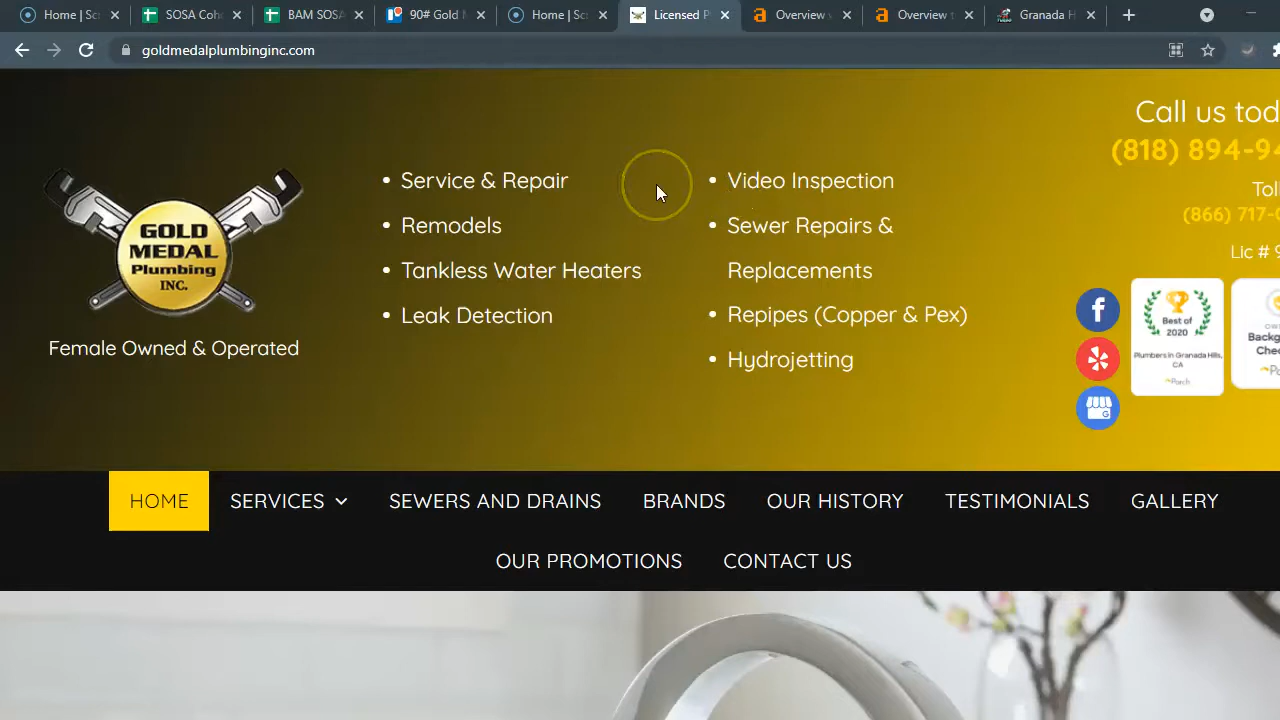 Home | Sc
SOSA Coh
BAM SOSA
90# Gold M
Home | Sc
Licensed P
Overview
Overview
Granada H
goldmedalplumbinginc.com
GOLD
MEDAL
Plumbing
INC.
Female Owned & Operated
• Service & Repair
• Remodels
• Tankless Water Heaters
• Leak Detection
• Video Inspection
• Sewer Repairs &
Replacements
• Repipes (Copper & Pex)
• Hydrojetting
Call us tod
(818) 894-94
Tol
(866) 717-0
Lic # 9
Best of
2020
Plumbers in Granada Hills,
CA
Porch
Backg
Chec
HOME SERVICES SEWERS AND DRAINS BRANDS OUR HISTORY TESTIMONIALS GALLERY
OUR PROMOTIONS CONTACT US